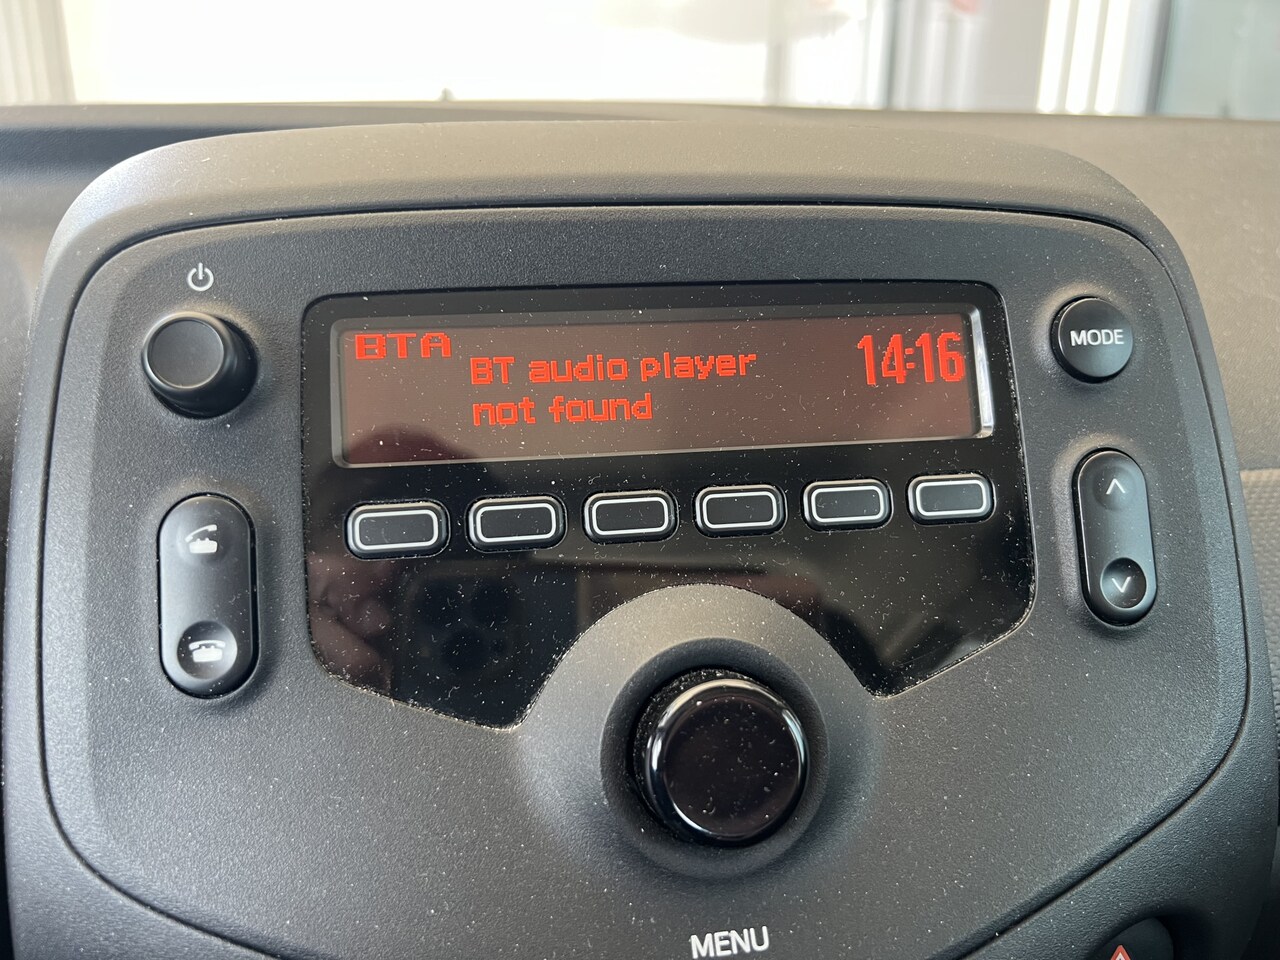 BTA
BT audio player
not found
14:16
MODE
MENU